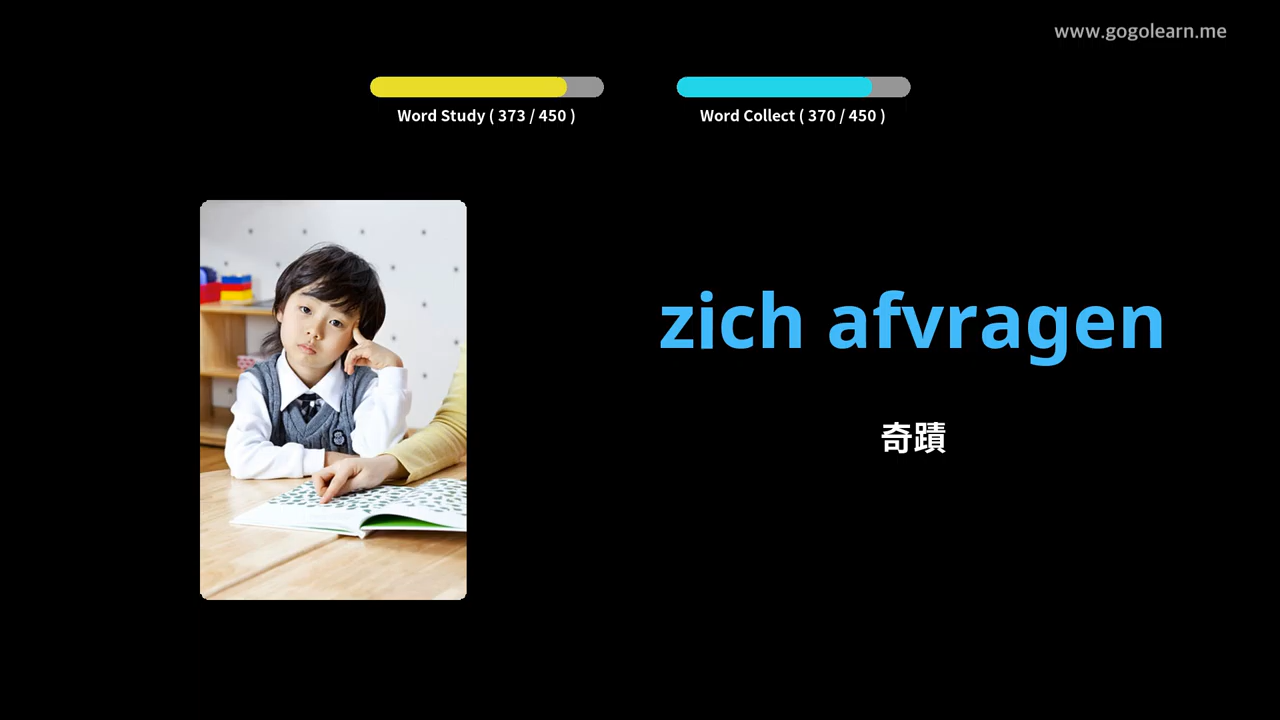 www.gogolearn.me
Word Study ( 373 / 450 )
Word Collect ( 370 / 450 )
zich afvragen
奇蹟